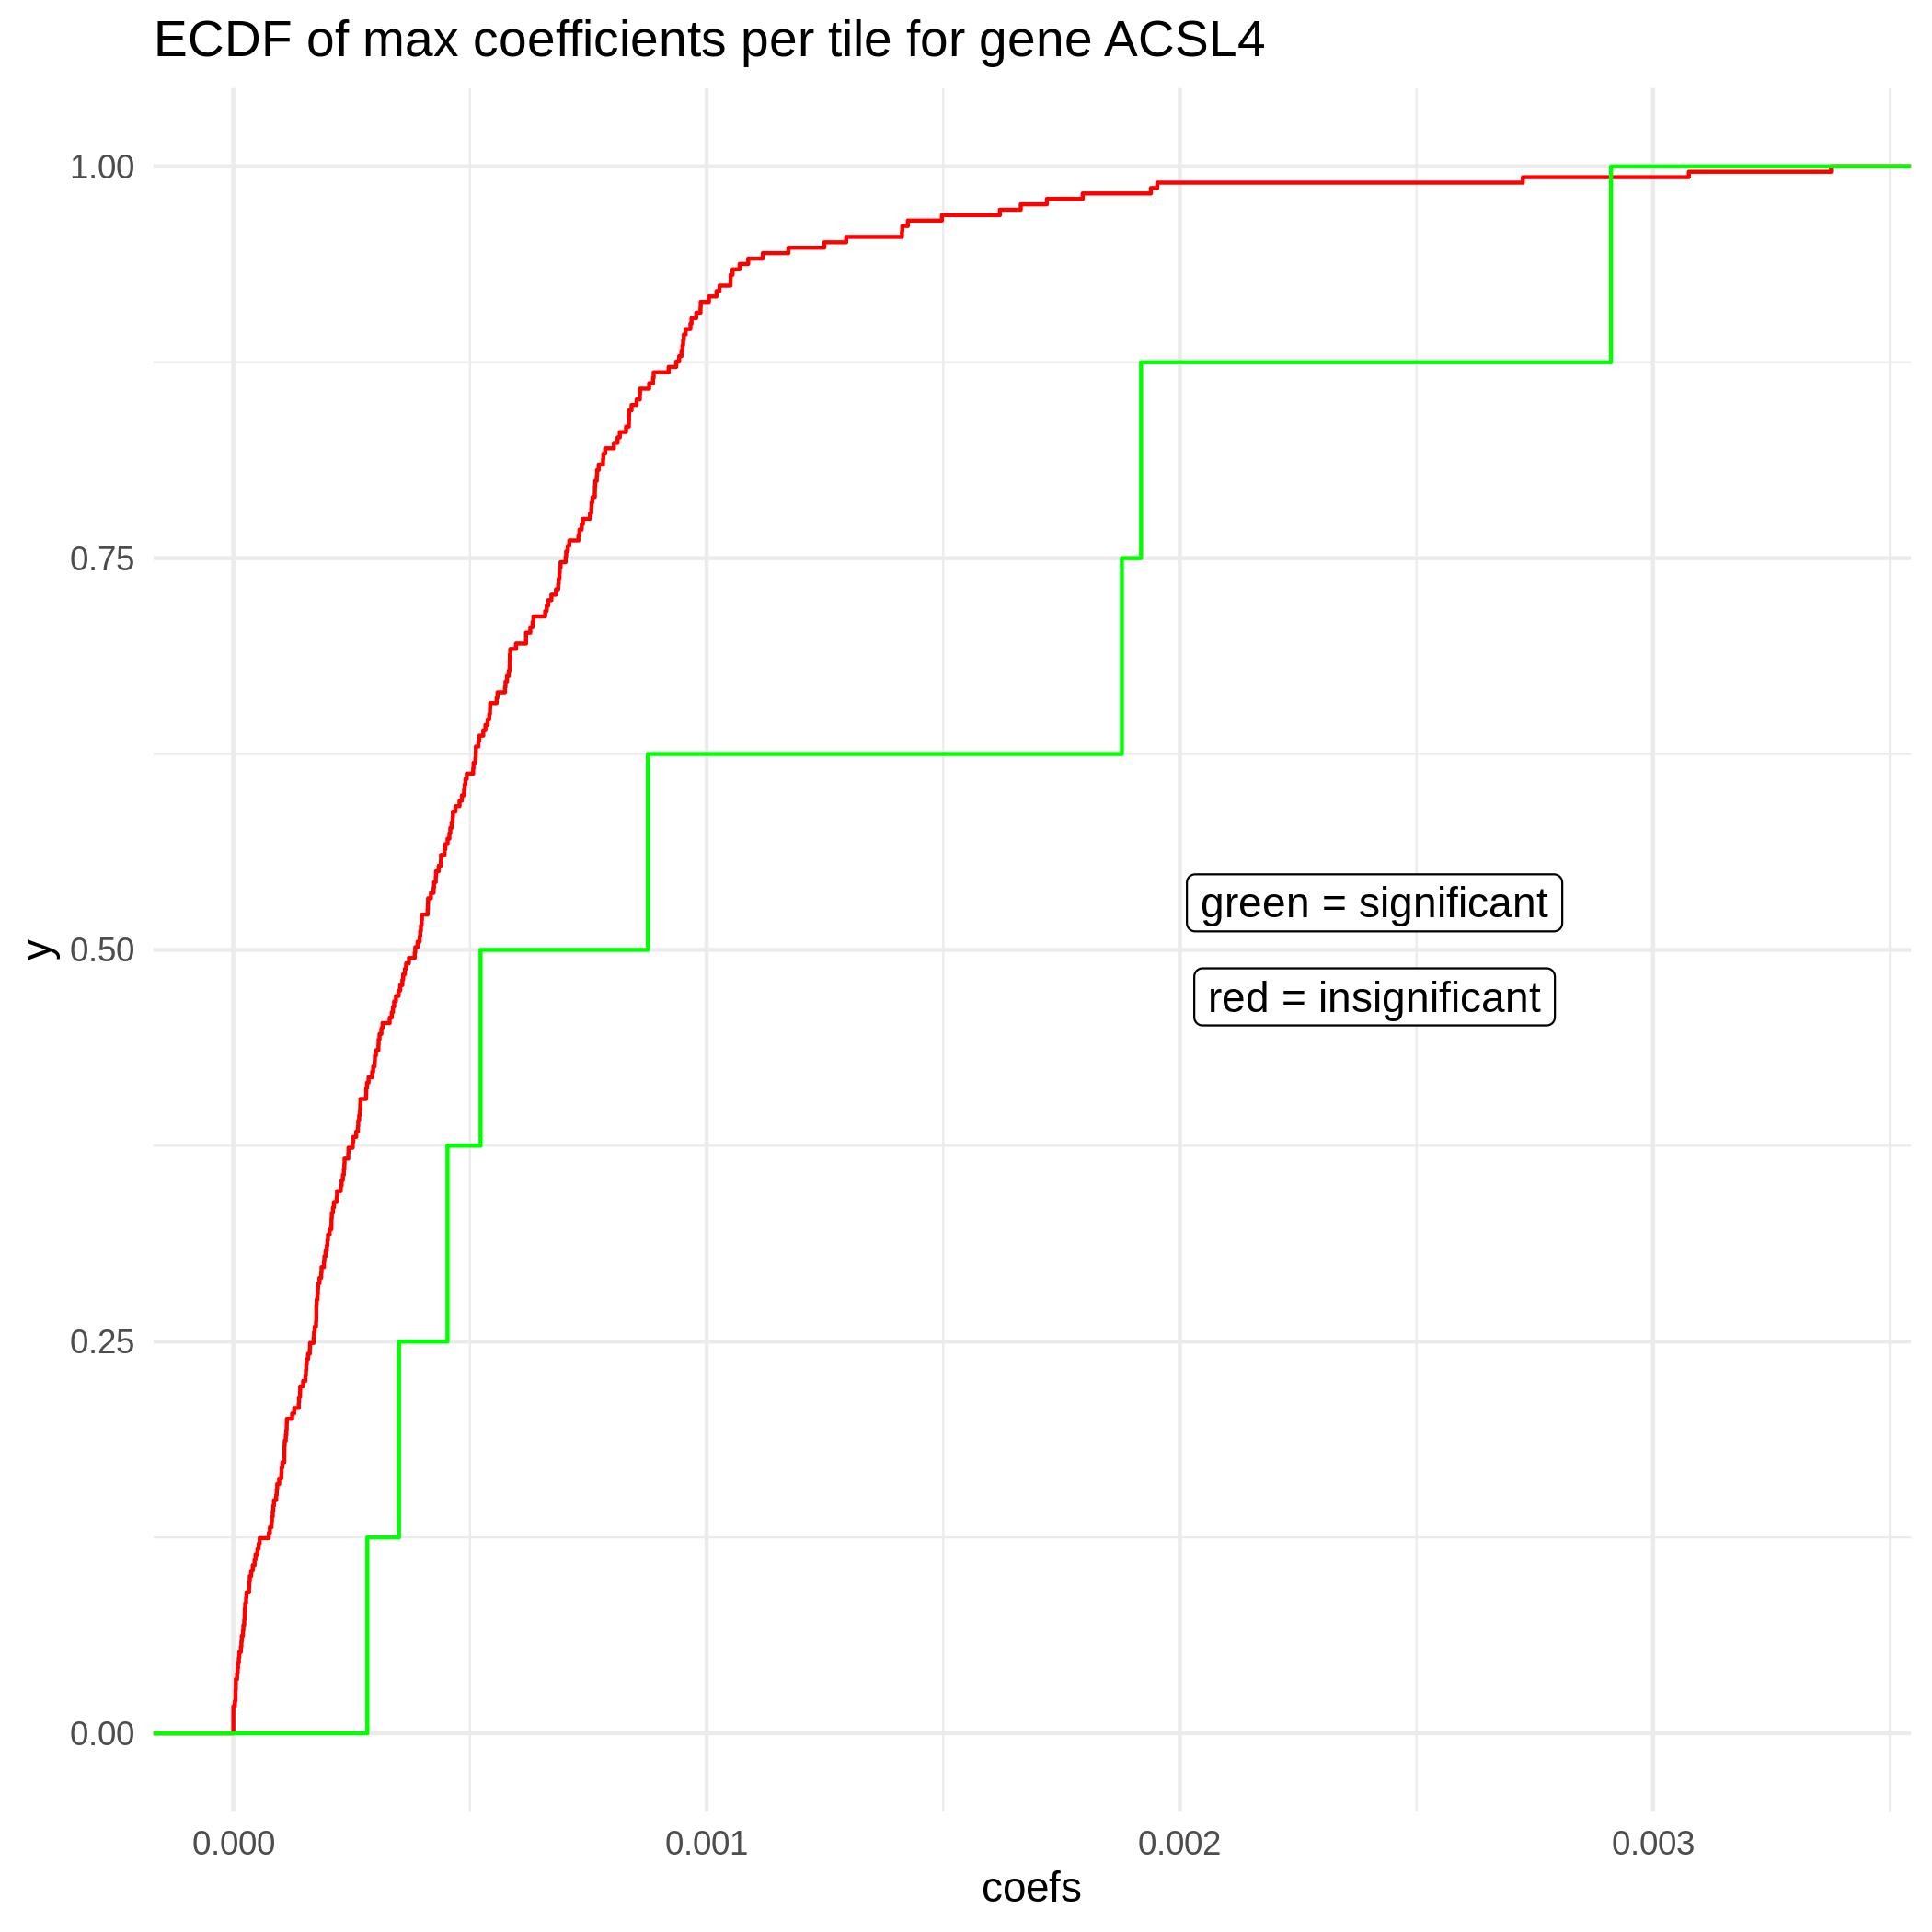 ECDF of max coefficients per tile for gene ACSL4
1.00
0.75
0.50
0.25
0.00
y
green = significant
red = insignificant
0.000 0.001 0.002 0.003
coefs